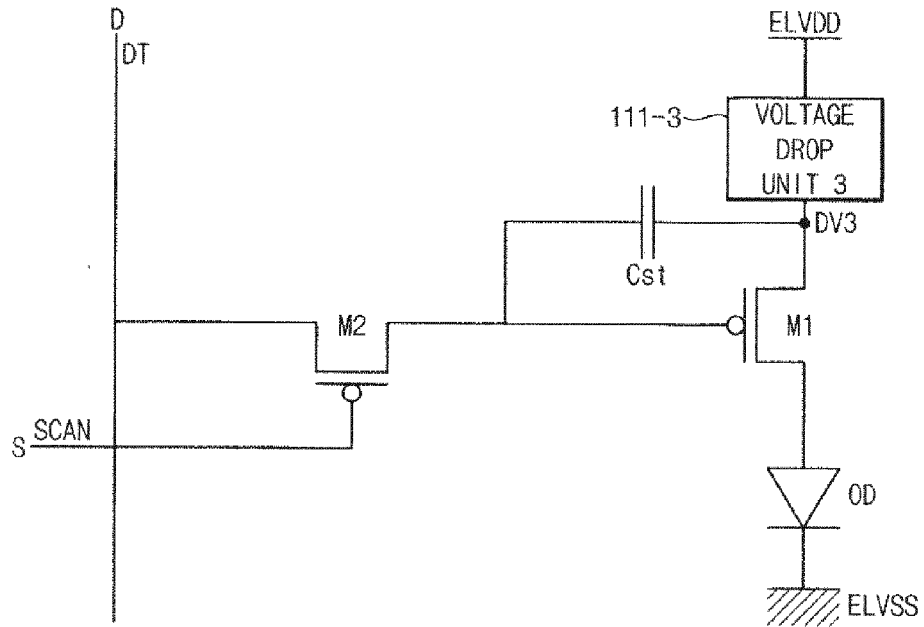 D
DT
ELVDD
111-3
VOLTAGE
DROP
UNIT 3
DV3
Cst
M2
M1
S
SCAN
OD
ELVSS